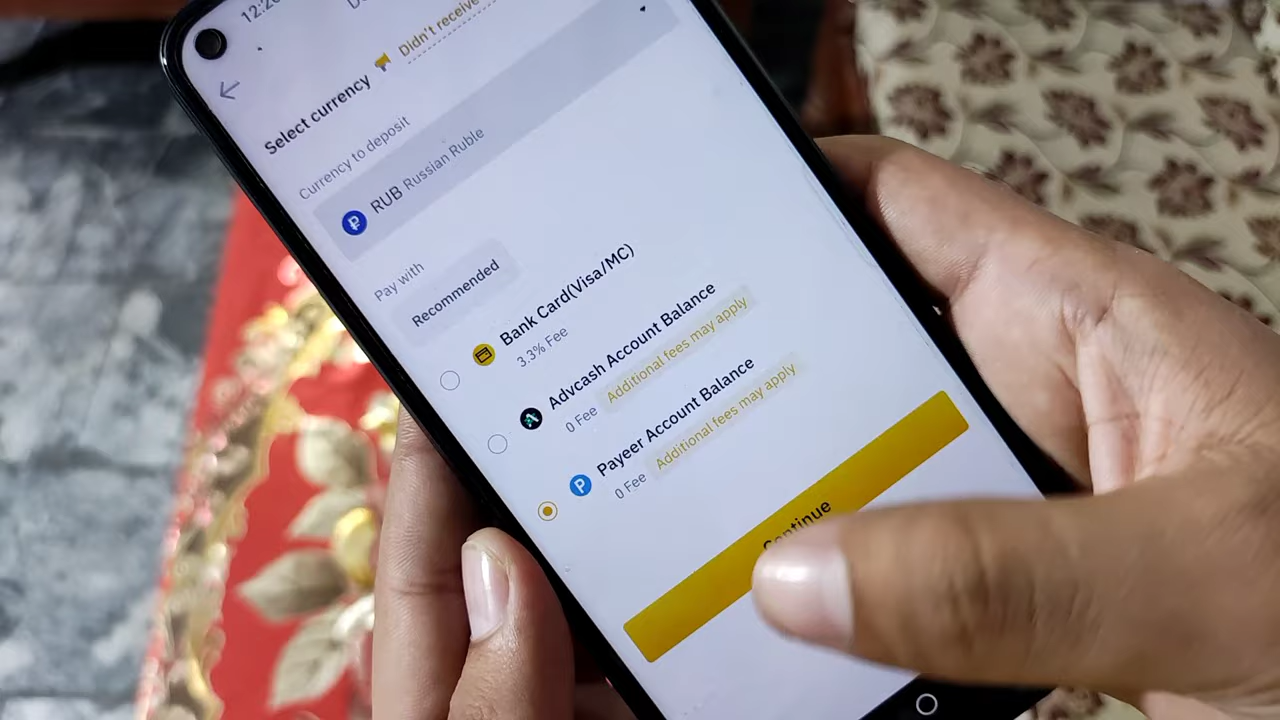 Select currency
Didn't receive
Currency to deposit
RUB Russian Ruble
Pay with
Recommended
Bank Card(Visa/MC)
3.3% Fee
Advcash Account Balance
0 Fee Additional fees may apply
Payeer Account Balance
0 Fee Additional fees may apply
Continue